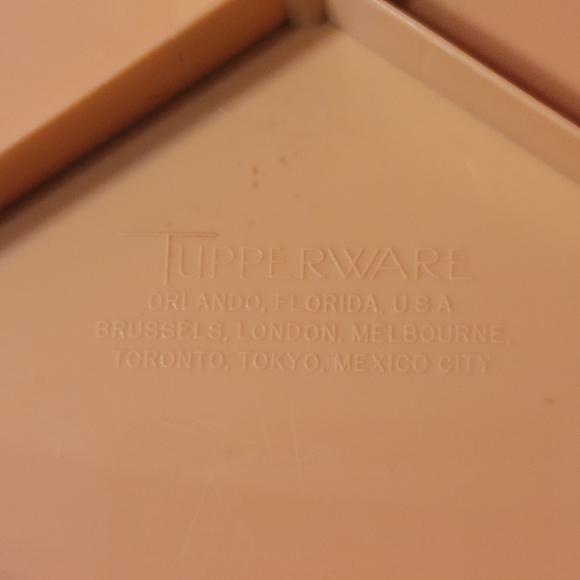 TUPPERWARE
ORLANDO, FLORIDA, U.S.A
BRUSSELS, LONDON, MELBOURNE,
TORONTO, TOKYO, MEXICO CITY